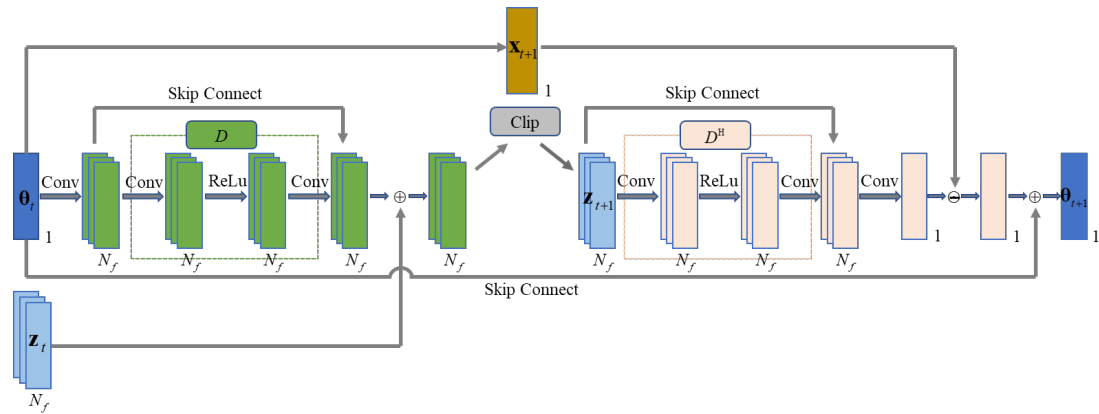 x_{t+1}
1
Skip Connect
Skip Connect
Clip
D
D^H
θ_t
Conv
Conv
ReLu
Conv
z_{t+1}
Conv
ReLu
Conv
Conv
θ_{t+1}
⊕
⊖
⊕
1
N_f
N_f
N_f
N_f
N_f
N_f
N_f
N_f
N_f
1
1
1
Skip Connect
z_t
N_f